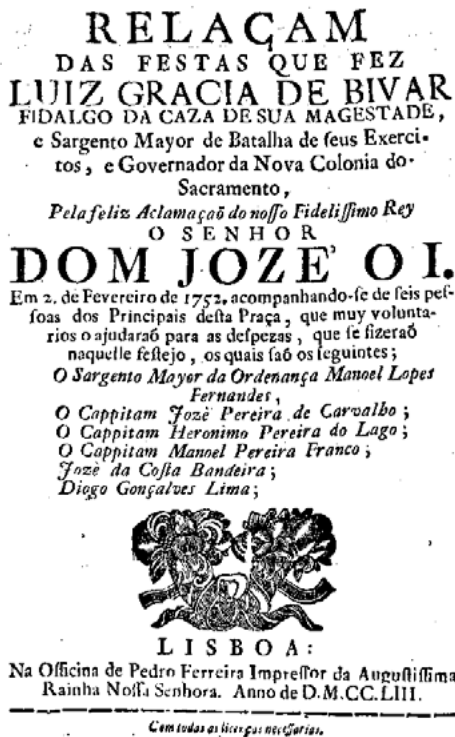 RELAÇAM
DAS FESTAS QUE FEZ
LUIZ GRACIA DE BIVAR
FIDALGO DA CAZA DE SUA MAGESTADE,
e Sargento Mayor de Batalha de ſeus Exerci-
tos, e Governador da Nova Colonia do
Sacramento,
Pela feliz Aclamaçaõ do noſſo Fideliſſimo Rey
O SENHOR
DOM JOZE' O I.
Em 2. de Fevereiro de 1752, acompanhando-ſe de ſeis peſ-
ſoas dos Principais deſta Praça, que muy volunta-
rios o ajudaraõ para as deſpezas, que ſe fizeraõ
naquelle feſtejo, os quais ſaõ os ſeguintes;
O Sargento Mayor da Ordenança Manoel Lopes
Fernandes,
O Cappitam Jozè Pereira de Carvalho;
O Cappitam Heronimo Pereira do Lago;
O Cappitam Manoel Pereira Franco;
Jozè da Coſta Bandeira;
Diogo Gonçalves Lima;
LISBOA:
Na Officina de Pedro Ferreira Impreſſor da Auguſtiſſima
Rainha Noſſa Senhora. Anno de D.M.CC.LIII.
Com todas as licenças neceſſarias.